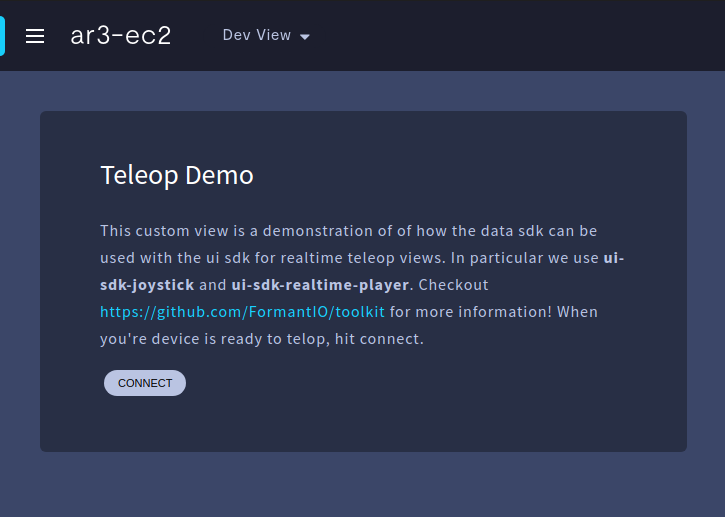 ar3-ec2
Dev View
Teleop Demo
This custom view is a demonstration of of how the data sdk can be
used with the ui sdk for realtime teleop views. In particular we use ui-
sdk-joystick and ui-sdk-realtime-player. Checkout
https://github.com/FormantIO/toolkit for more information! When
you're device is ready to telop, hit connect.
CONNECT